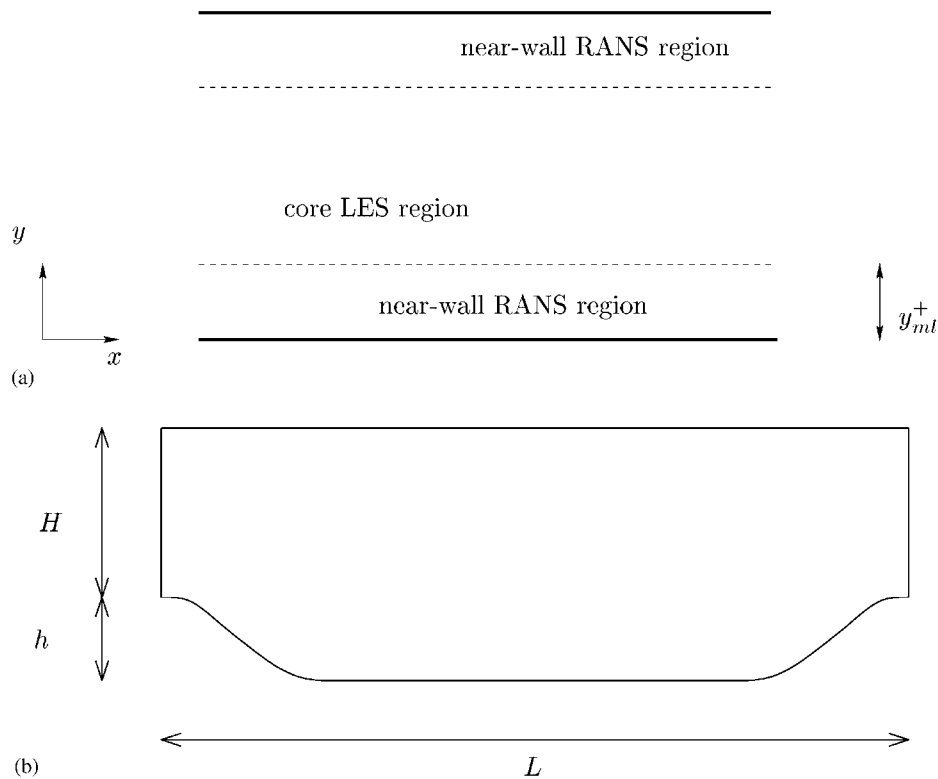 near-wall RANS region
core LES region
y
near-wall RANS region
y⁺ₘₗ
x
(a)
H
h
L
(b)